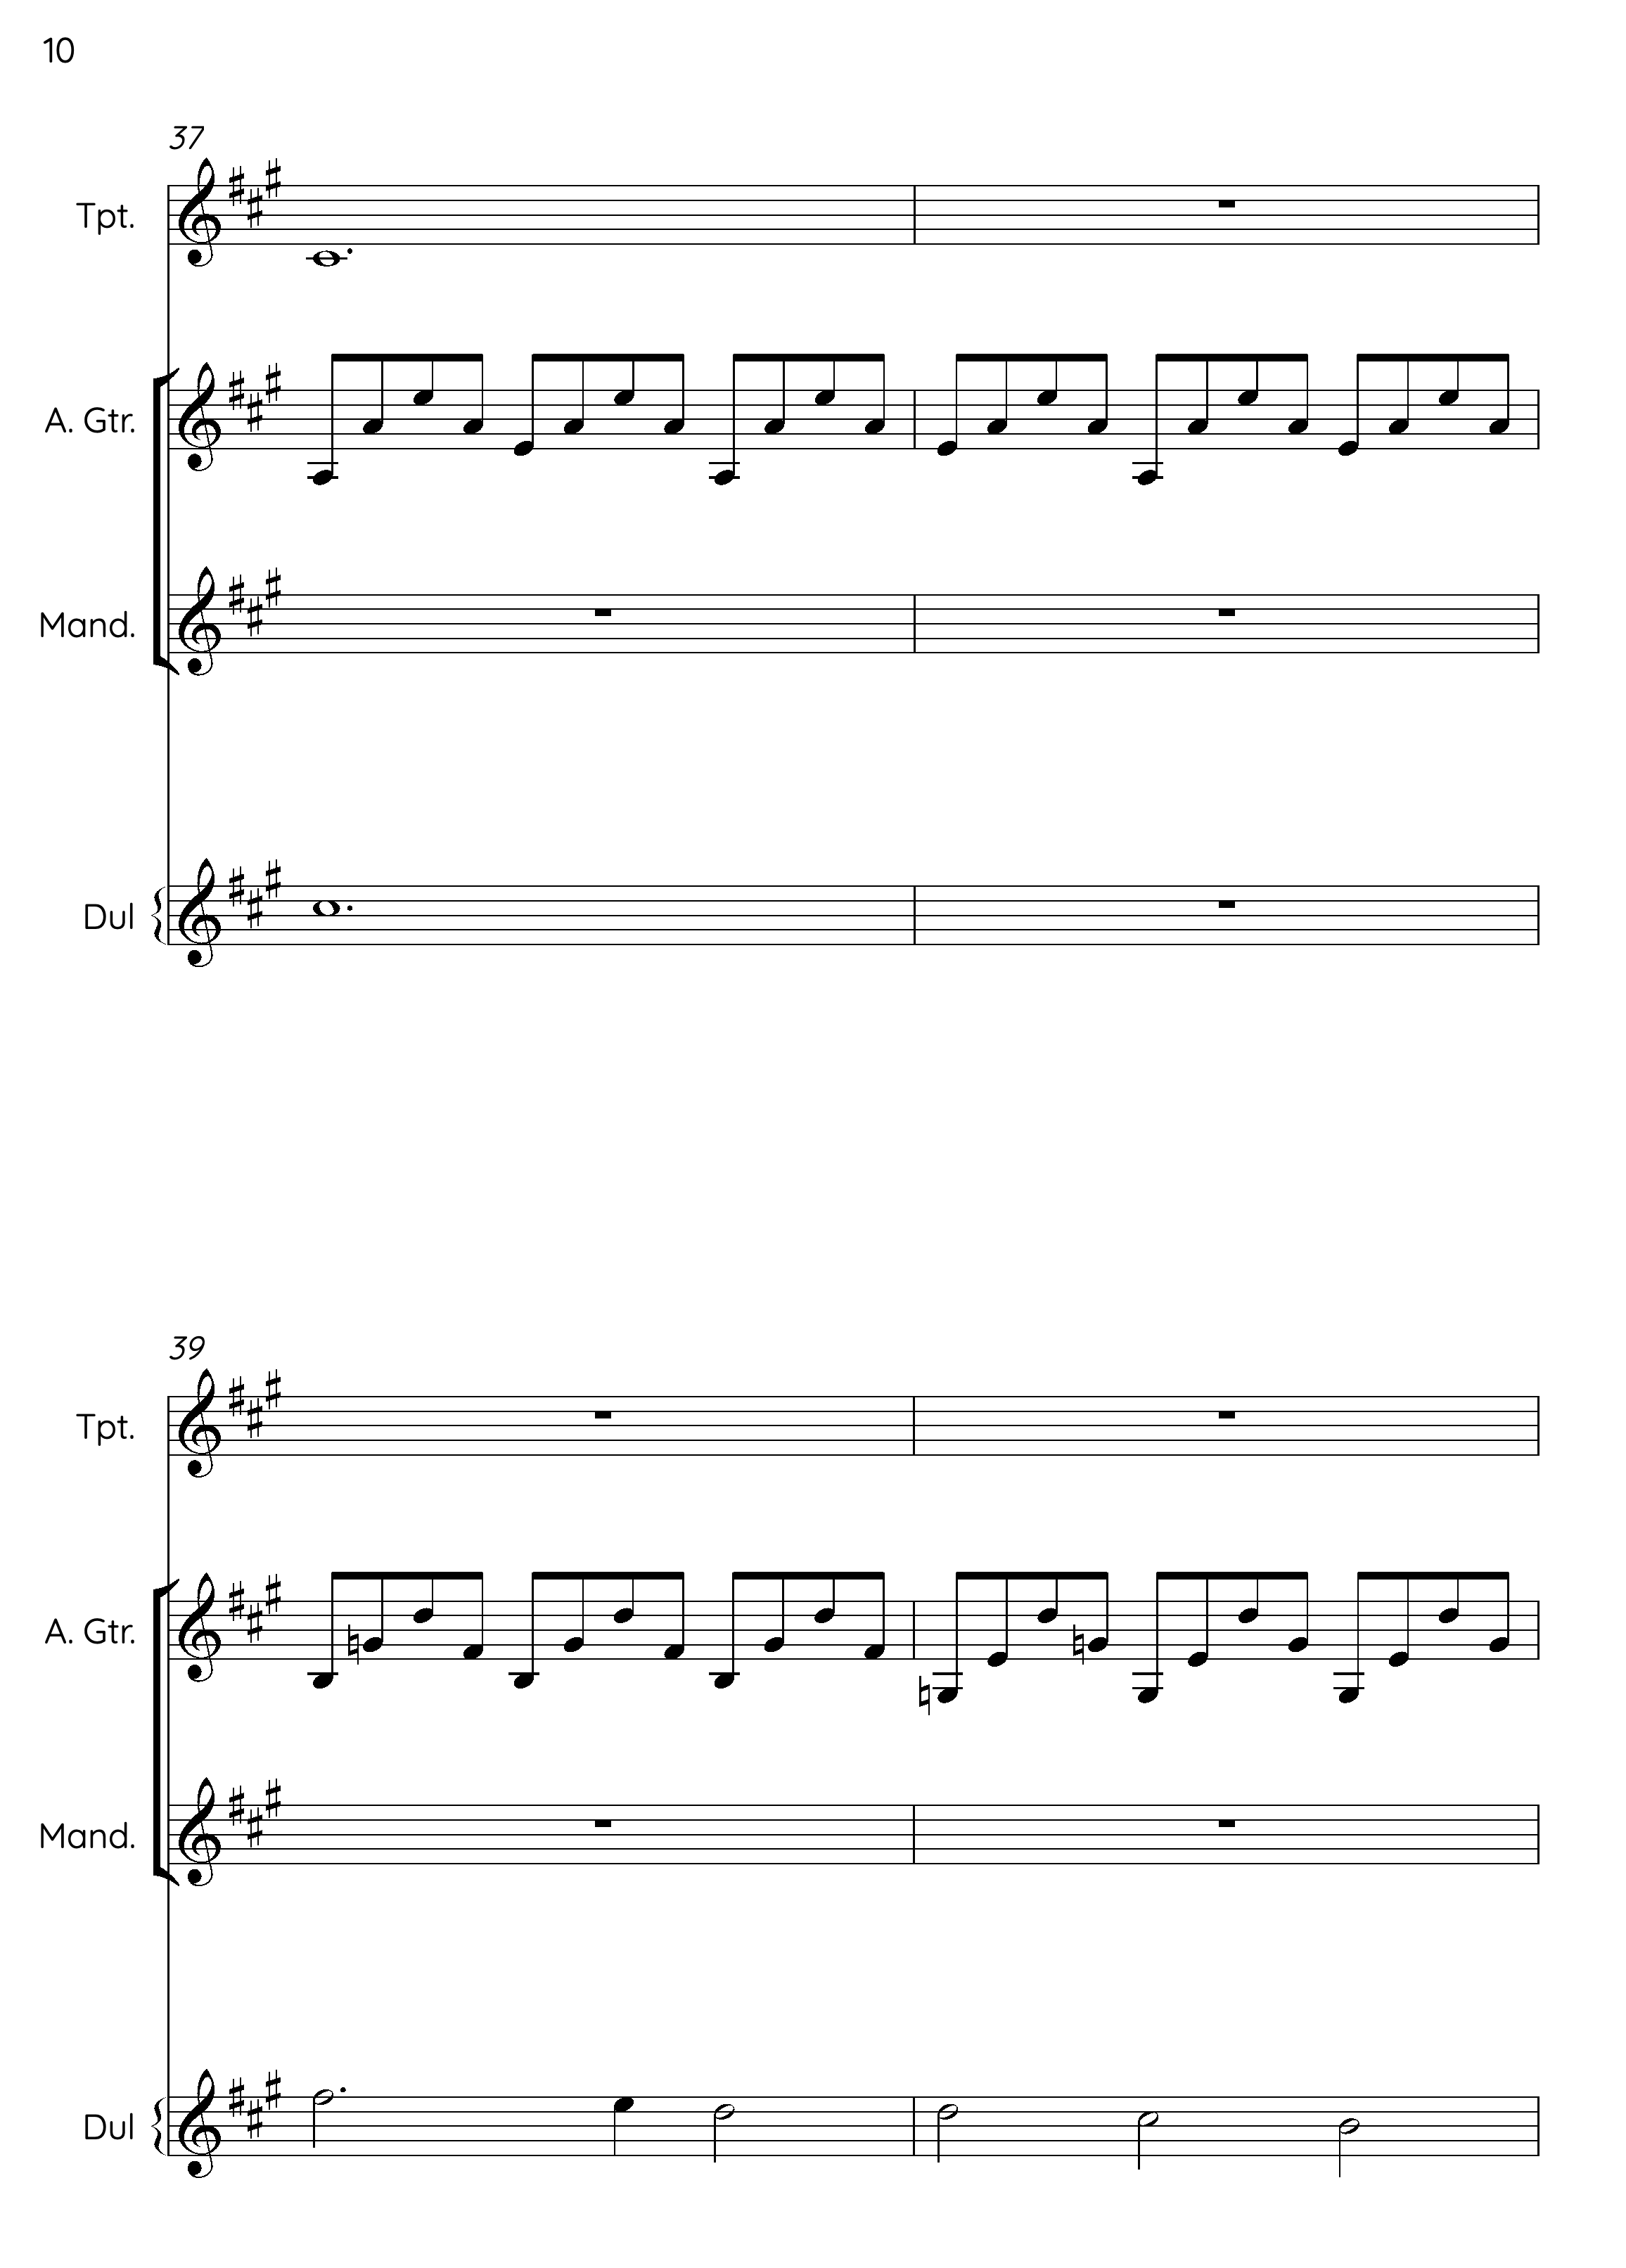 10
37
Tpt.
A. Gtr.
Mand.
Dul
39
Tpt.
A. Gtr.
Mand.
Dul